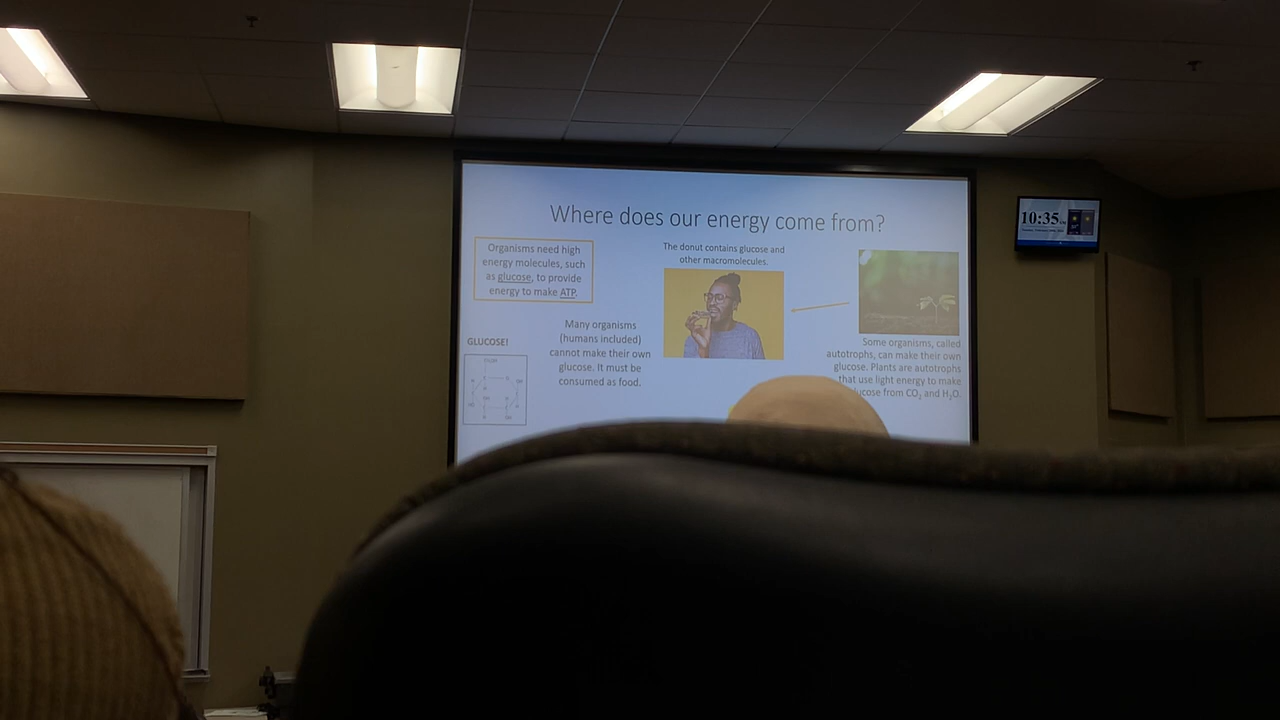 Where does our energy come from?
Organisms need high
energy molecules, such
as glucose, to provide
energy to make ATP.
The donut contains glucose and
other macromolecules.
Many organisms
(humans included)
cannot make their own
glucose. It must be
consumed as food.
GLUCOSE!
Some organisms, called
autotrophs, can make their own
glucose. Plants are autotrophs
that use light energy to make
from CO₂ and H₂O.
10:35